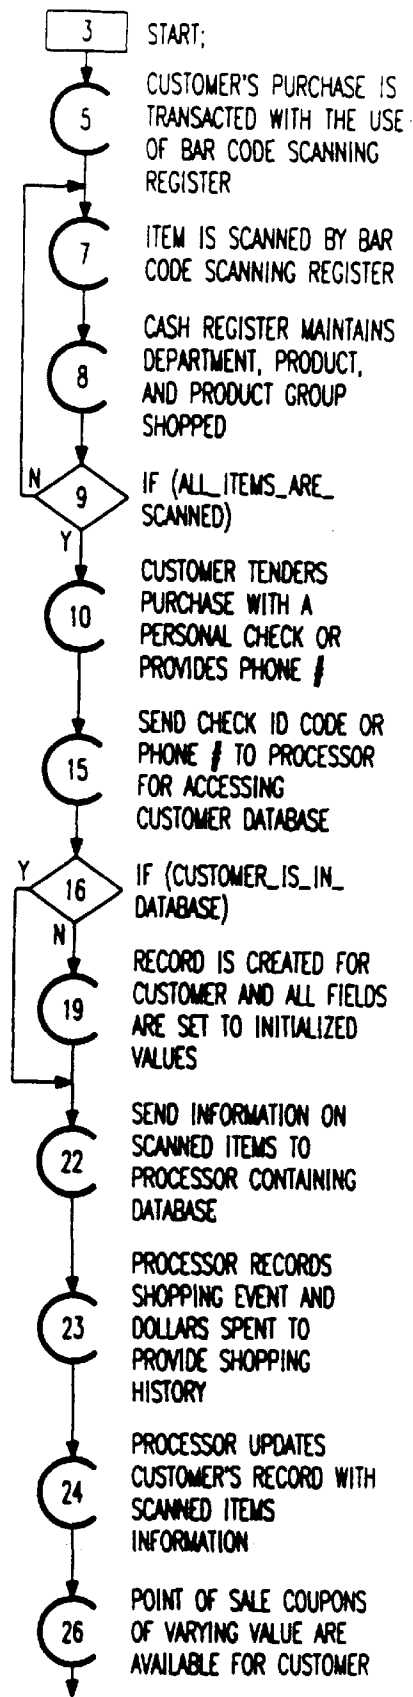 3 START;
CUSTOMER'S PURCHASE IS
5 TRANSACTED WITH THE USE
OF BAR CODE SCANNING
REGISTER
ITEM IS SCANNED BY BAR
7 CODE SCANNING REGISTER
CASH REGISTER MAINTAINS
8 DEPARTMENT, PRODUCT,
AND PRODUCT GROUP
SHOPPED
N 9 IF (ALL_ITEMS_ARE_
SCANNED)
Y
CUSTOMER TENDERS
10 PURCHASE WITH A
PERSONAL CHECK OR
PROVIDES PHONE #
SEND CHECK ID CODE OR
15 PHONE # TO PROCESSOR
FOR ACCESSING
CUSTOMER DATABASE
Y 16 IF (CUSTOMER_IS_IN_
DATABASE)
N
RECORD IS CREATED FOR
19 CUSTOMER AND ALL FIELDS
ARE SET TO INITIALIZED
VALUES
SEND INFORMATION ON
22 SCANNED ITEMS TO
PROCESSOR CONTAINING
DATABASE
PROCESSOR RECORDS
SHOPPING EVENT AND
23 DOLLARS SPENT TO
PROVIDE SHOPPING
HISTORY
PROCESSOR UPDATES
24 CUSTOMER'S RECORD WITH
SCANNED ITEMS
INFORMATION
POINT OF SALE COUPONS
26 OF VARYING VALUE ARE
AVAILABLE FOR CUSTOMER